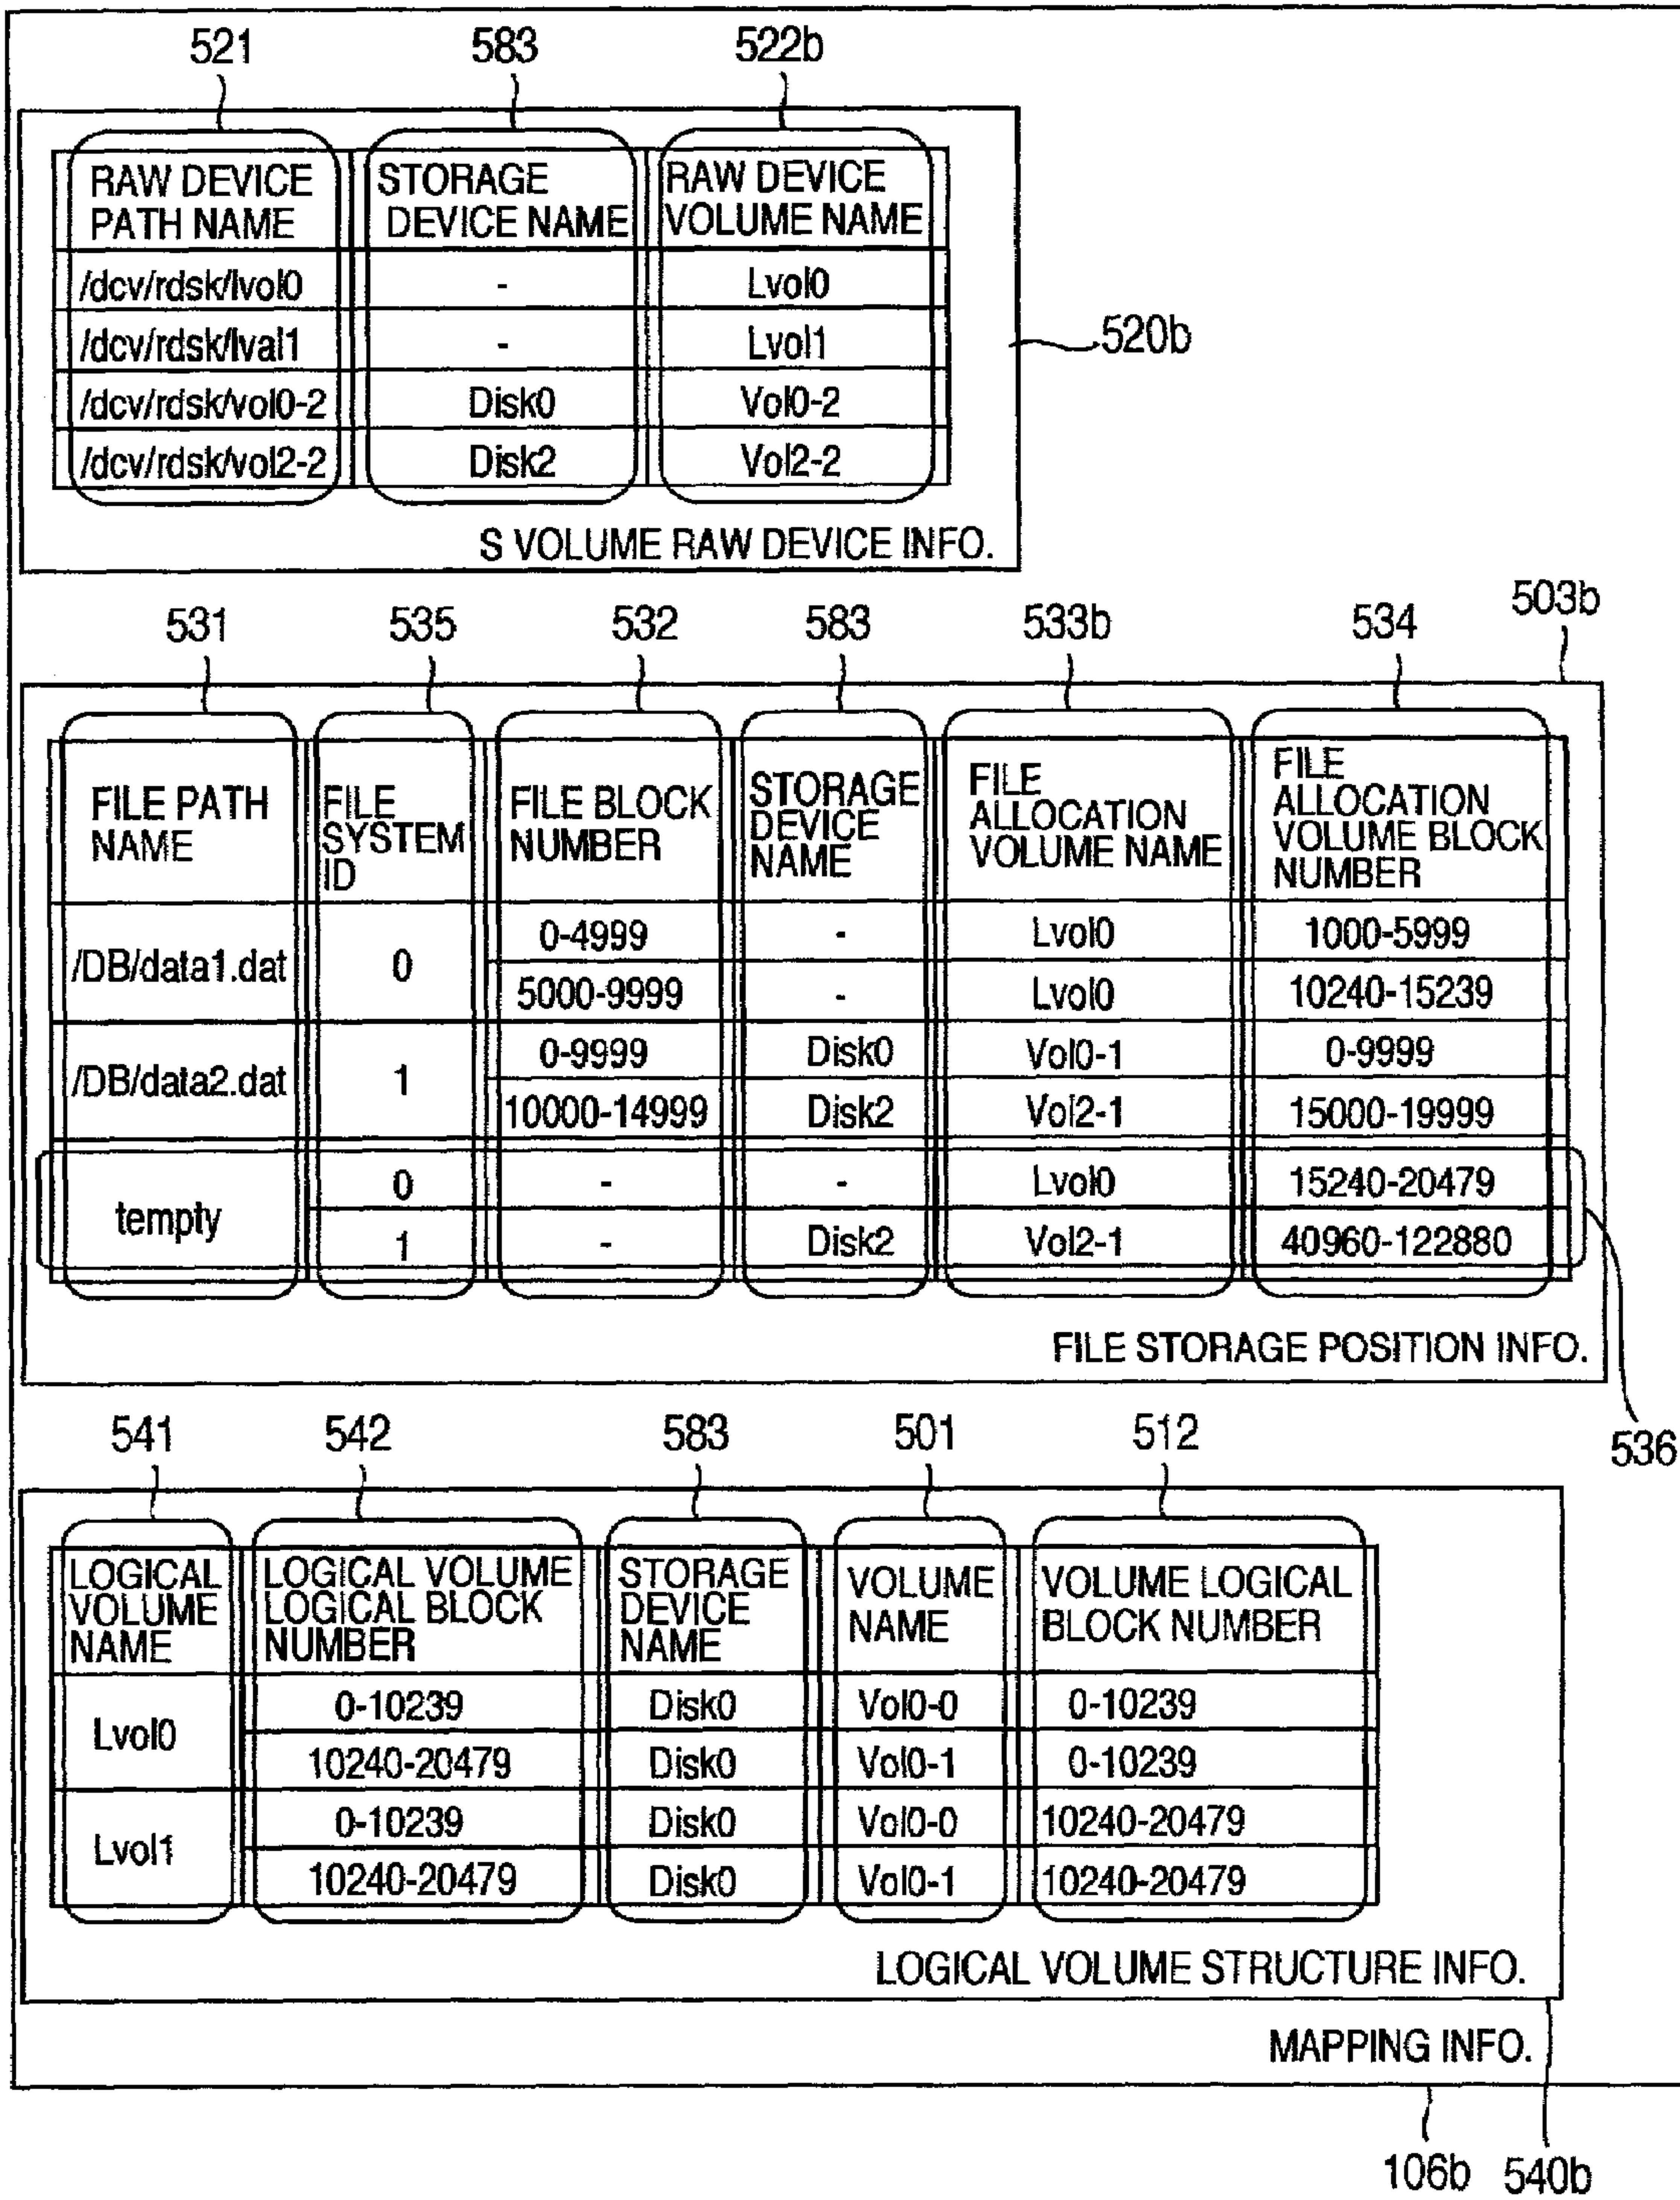 521 583 522b
RAW DEVICE PATH NAME STORAGE DEVICE NAME RAW DEVICE VOLUME NAME
/dcv/rdsk/lvol0 - Lvol0
/dcv/rdsk/lval1 - Lvol1
/dcv/rdsk/vol0-2 Disk0 Vol0-2
/dcv/rdsk/vol2-2 Disk2 Vol2-2
S VOLUME RAW DEVICE INFO.
520b
531 535 532 583 533b 534 503b
FILE PATH NAME FILE SYSTEM ID FILE BLOCK NUMBER STORAGE DEVICE NAME FILE ALLOCATION VOLUME NAME FILE ALLOCATION VOLUME BLOCK NUMBER
/DB/data1.dat 0 0-4999 - Lvol0 1000-5999
5000-9999 - Lvol0 10240-15239
/DB/data2.dat 1 0-9999 Disk0 Vol0-1 0-9999
10000-14999 Disk2 Vol2-1 15000-19999
tempty 0 - - Lvol0 15240-20479
1 - Disk2 Vol2-1 40960-122880
FILE STORAGE POSITION INFO.
536
541 542 583 501 512
LOGICAL VOLUME NAME LOGICAL VOLUME LOGICAL BLOCK NUMBER STORAGE DEVICE NAME VOLUME NAME VOLUME LOGICAL BLOCK NUMBER
Lvol0 0-10239 Disk0 Vol0-0 0-10239
10240-20479 Disk0 Vol0-1 0-10239
Lvol1 0-10239 Disk0 Vol0-0 10240-20479
10240-20479 Disk0 Vol0-1 10240-20479
LOGICAL VOLUME STRUCTURE INFO.
MAPPING INFO.
106b 540b